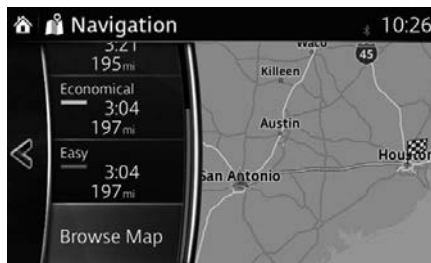 Navigation
10:26
3:21
195mi
Economical
3:04
197mi
Easy
3:04
197mi
Browse Map
Waco
45
Killeen
Austin
Houston
San Antonio